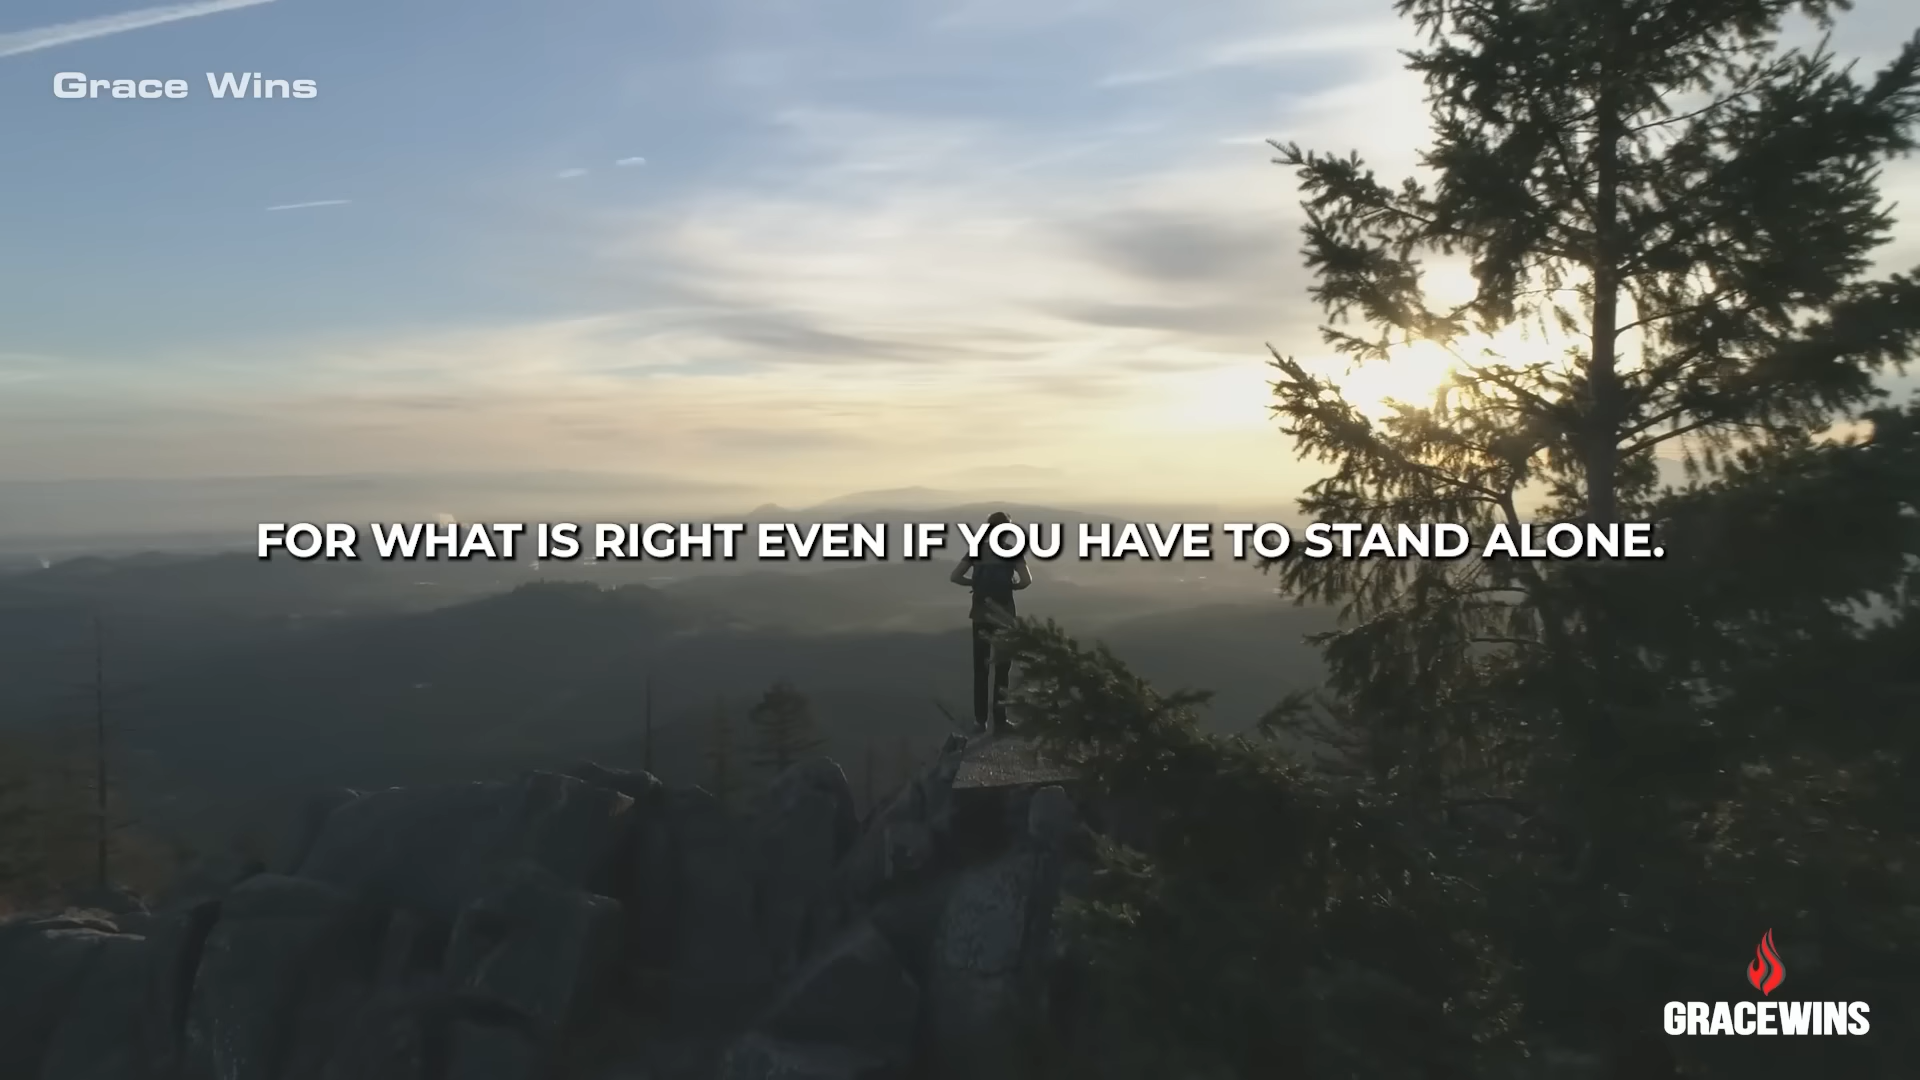 Grace Wins
FOR WHAT IS RIGHT EVEN IF YOU HAVE TO STAND ALONE.
GRACEWINS